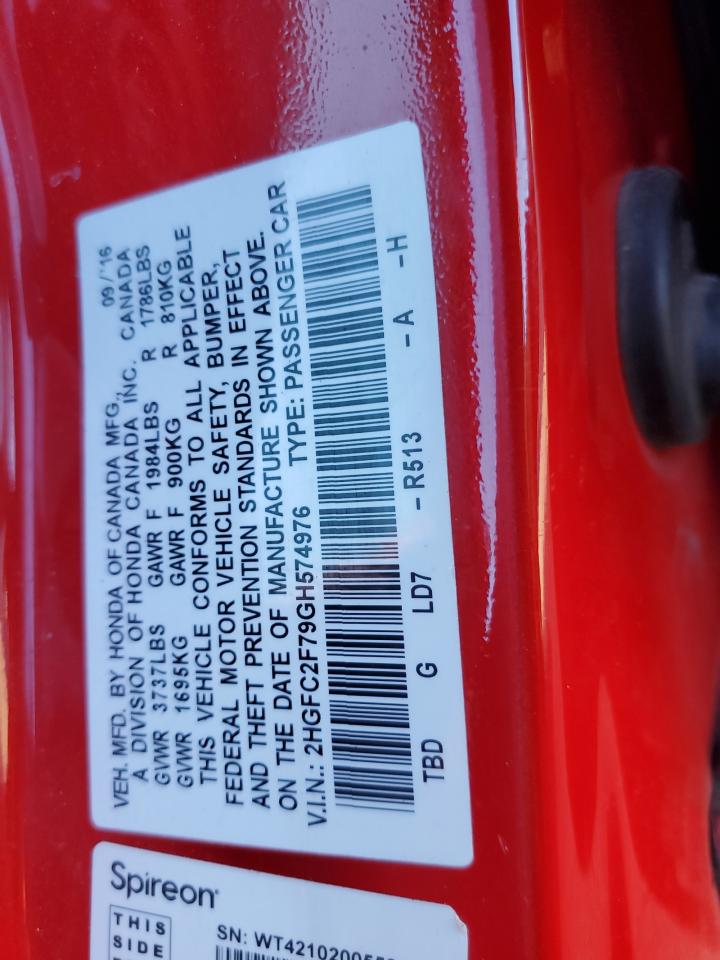 VEH. MFD. BY HONDA OF CANADA MFG., 09/'16
A DIVISION OF HONDA CANADA INC. CANADA
GVWR 3737LBS GAWR F 1984LBS R 1786LBS
GVWR 1695KG GAWR F 900KG R 810KG
THIS VEHICLE CONFORMS TO ALL APPLICABLE
FEDERAL MOTOR VEHICLE SAFETY, BUMPER,
AND THEFT PREVENTION STANDARDS IN EFFECT
ON THE DATE OF MANUFACTURE SHOWN ABOVE.
V.I.N.: 2HGFC2F79GH574976 TYPE: PASSENGER CAR
TBD G LD7 - R513 - A - H
Spireon
THIS
SIDE
SN: WT42102005